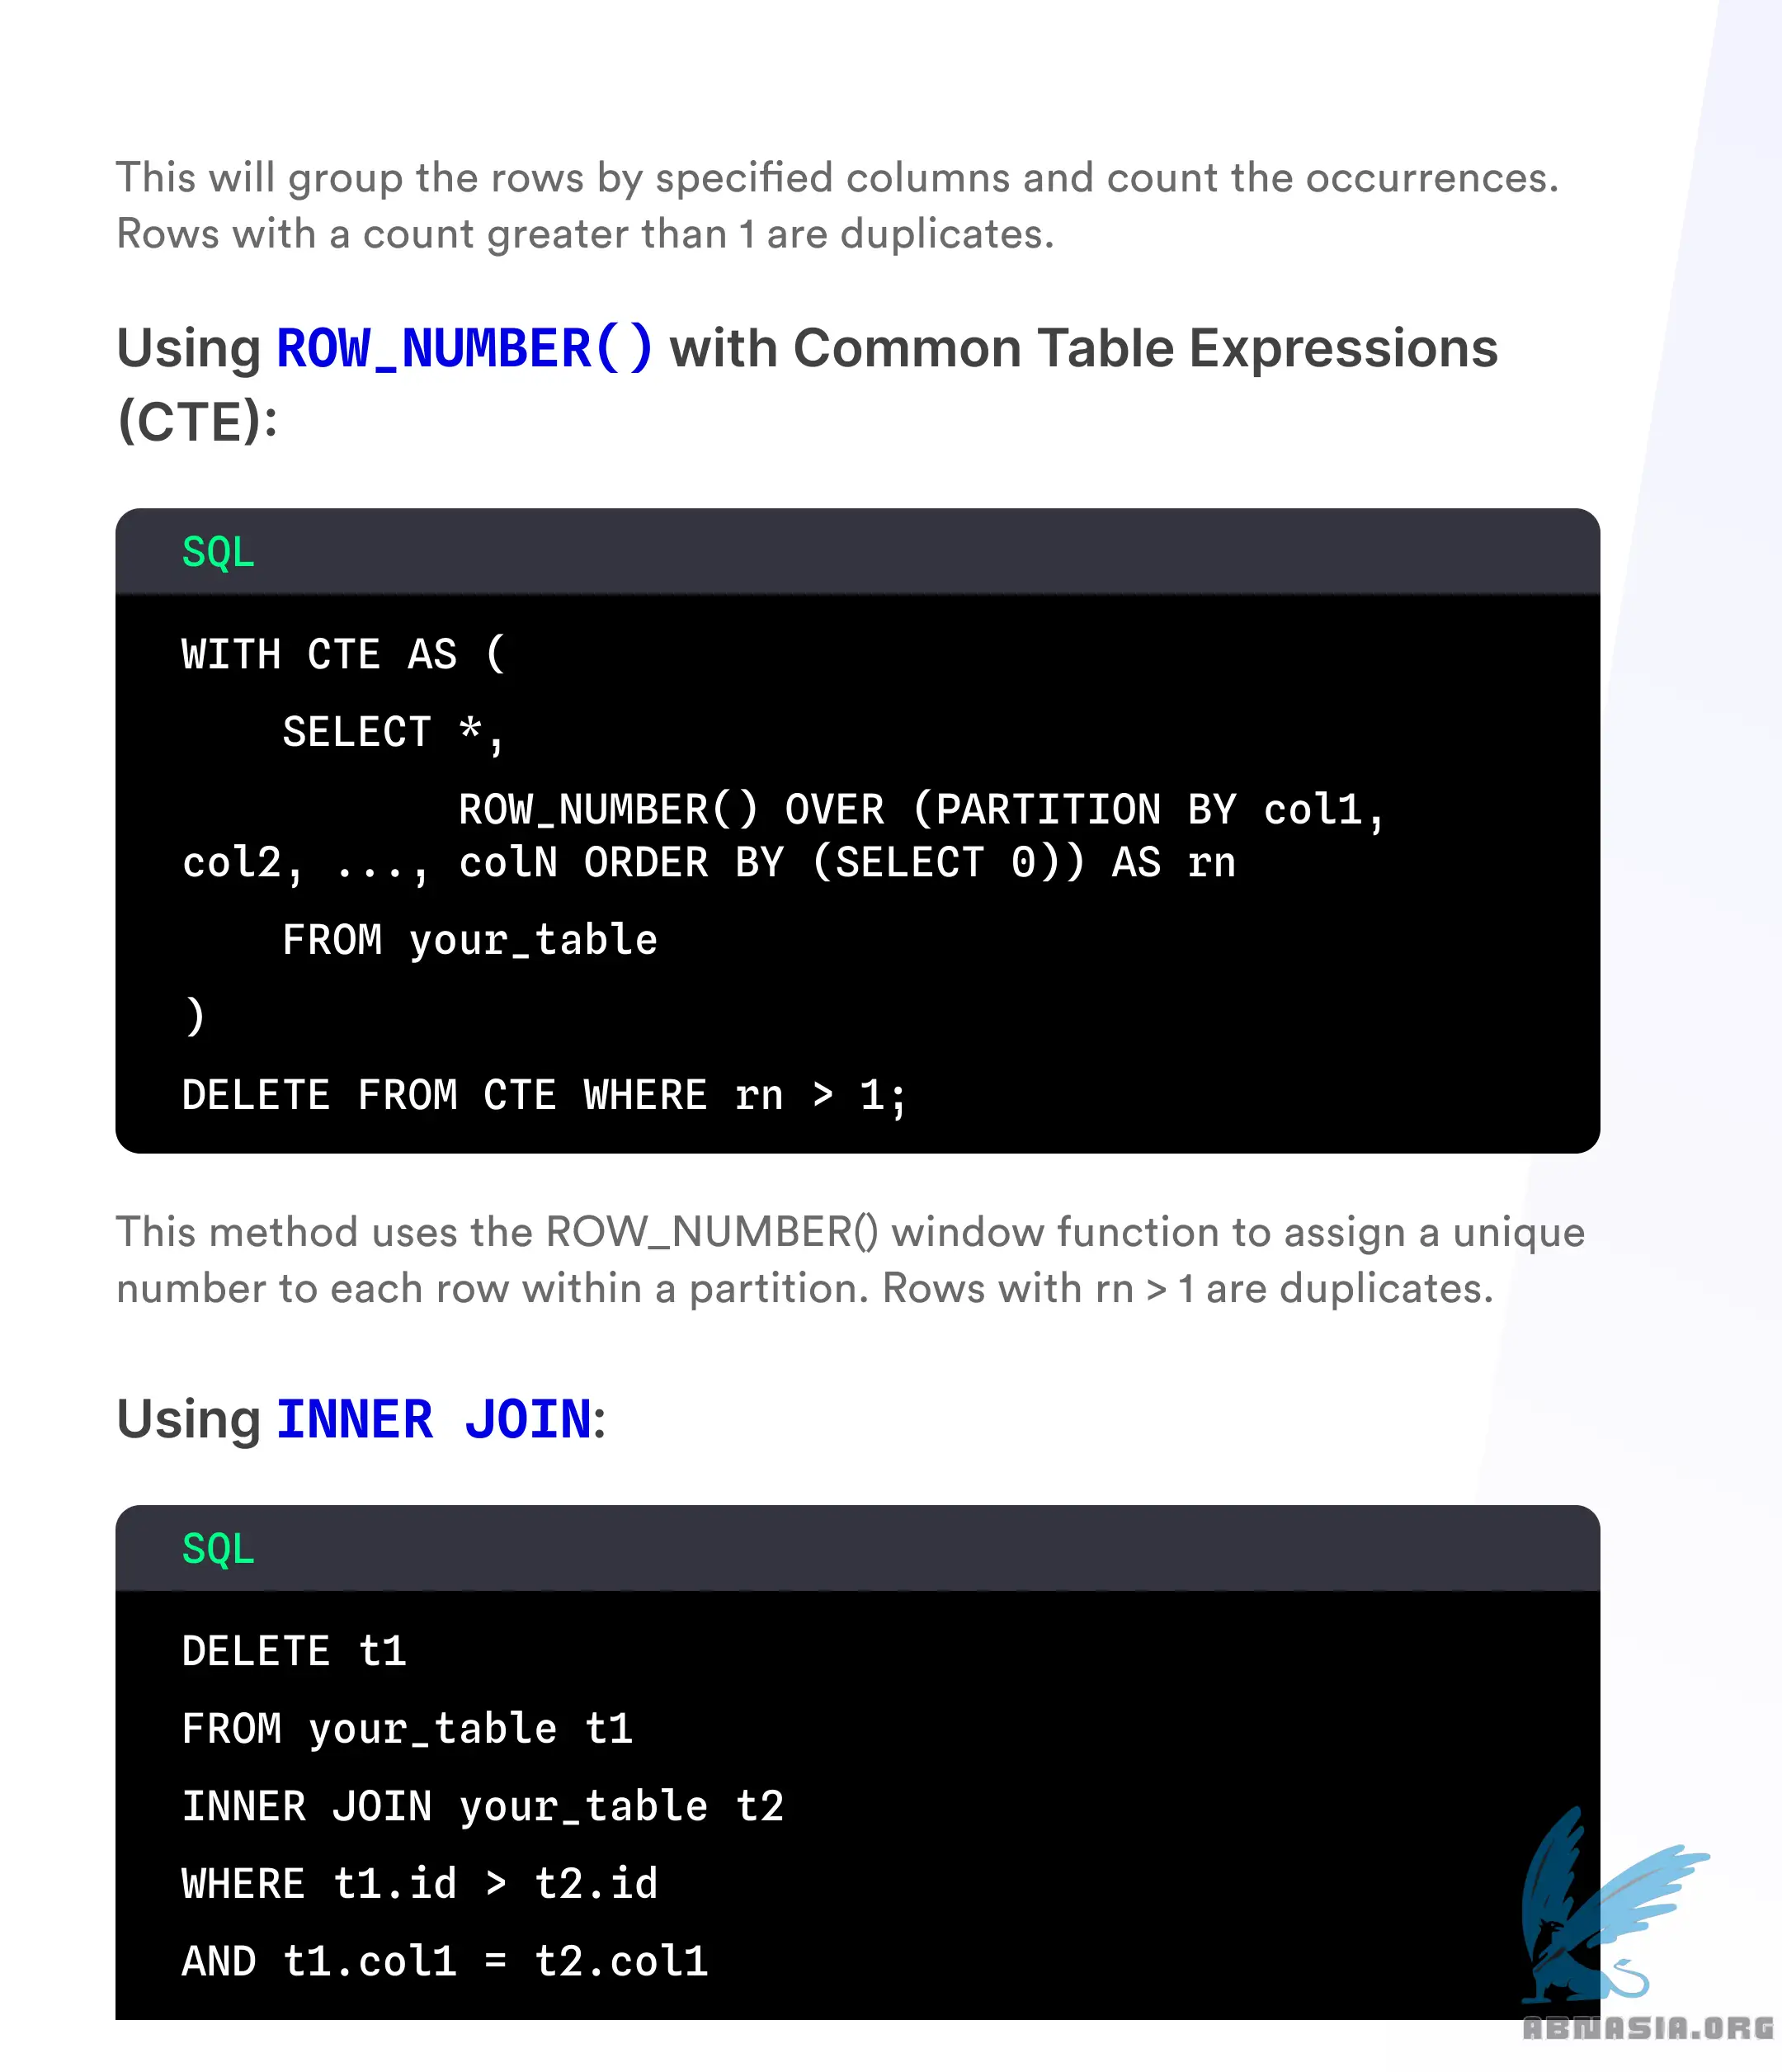 This will group the rows by specified columns and count the occurrences.
Rows with a count greater than 1 are duplicates.
Using ROW_NUMBER() with Common Table Expressions
(CTE):
SQL
WITH CTE AS (
    SELECT *,
           ROW_NUMBER() OVER (PARTITION BY col1,
col2, ..., colN ORDER BY (SELECT 0)) AS rn
    FROM your_table
)
DELETE FROM CTE WHERE rn > 1;
This method uses the ROW_NUMBER() window function to assign a unique
number to each row within a partition. Rows with rn > 1 are duplicates.
Using INNER JOIN:
SQL
DELETE t1
FROM your_table t1
INNER JOIN your_table t2
WHERE t1.id > t2.id
AND t1.col1 = t2.col1
ABNASIA.ORG